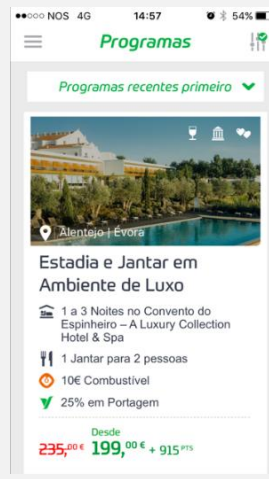 NOS 4G 14:57 54%
Programas
Programas recentes primeiro
Alentejo | Évora
Estadia e Jantar em
Ambiente de Luxo
1 a 3 Noites no Convento do
Espinheiro – A Luxury Collection
Hotel & Spa
1 Jantar para 2 pessoas
10€ Combustível
25% em Portagem
Desde
235,00 € 199,00 € + 915 PTS